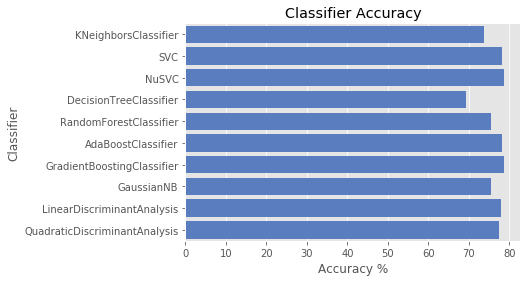 Classifier Accuracy
Classifier
KNeighborsClassifier
SVC
NuSVC
DecisionTreeClassifier
RandomForestClassifier
AdaBoostClassifier
GradientBoostingClassifier
GaussianNB
LinearDiscriminantAnalysis
QuadraticDiscriminantAnalysis
0 10 20 30 40 50 60 70 80
Accuracy %